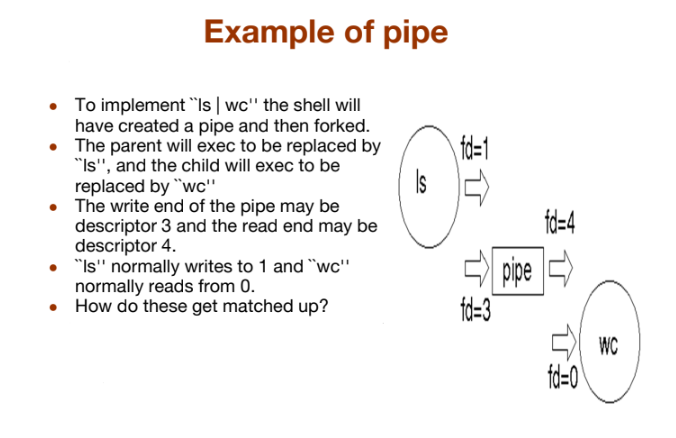 Example of pipe
• To implement ``ls | wc'' the shell will
have created a pipe and then forked.
• The parent will exec to be replaced by
``ls'', and the child will exec to be
replaced by ``wc''
• The write end of the pipe may be
descriptor 3 and the read end may be
descriptor 4.
• ``ls'' normally writes to 1 and ``wc''
normally reads from 0.
• How do these get matched up?
fd=1
ls
fd=4
pipe
fd=3
wc
fd=0